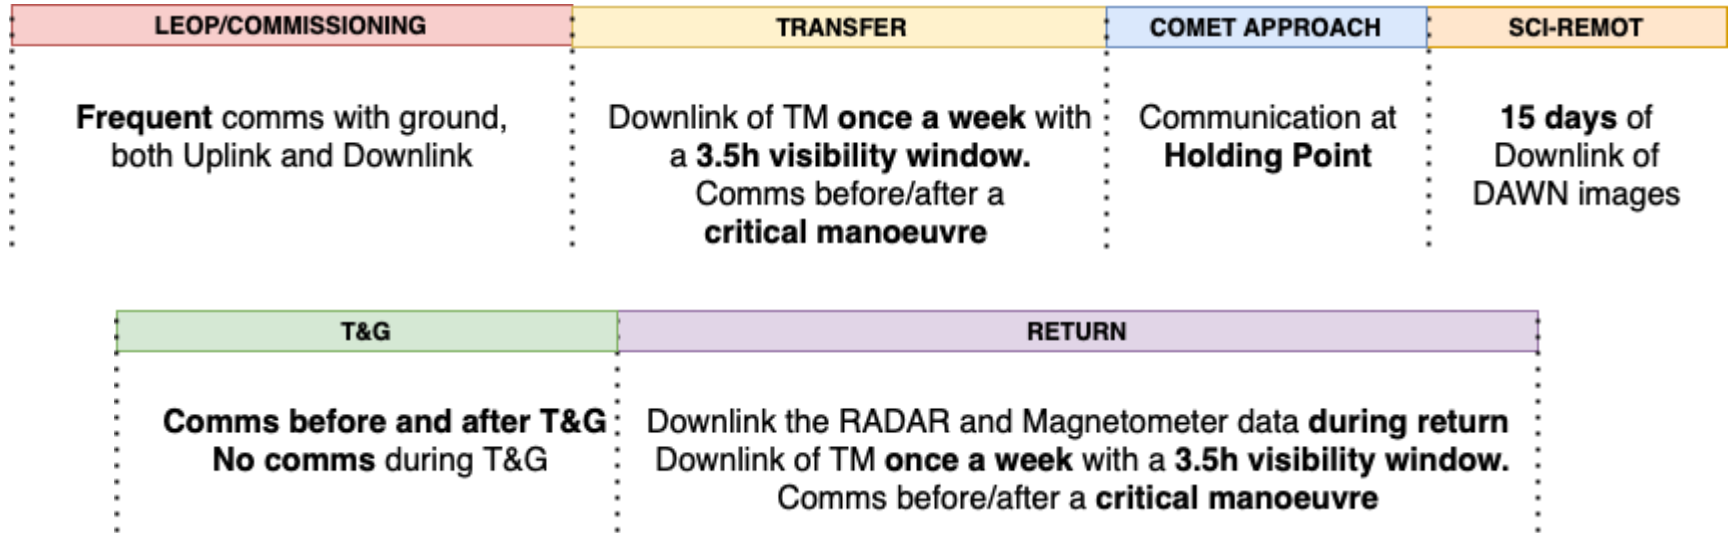 LEOP/COMMISSIONING
TRANSFER
COMET APPROACH
SCI-REMOT
Frequent comms with ground,
both Uplink and Downlink
Downlink of TM once a week with
a 3.5h visibility window.
Comms before/after a
critical manoeuvre
Communication at
Holding Point
15 days of
Downlink of
DAWN images
T&G
RETURN
Comms before and after T&G
No comms during T&G
Downlink the RADAR and Magnetometer data during return
Downlink of TM once a week with a 3.5h visibility window.
Comms before/after a critical manoeuvre